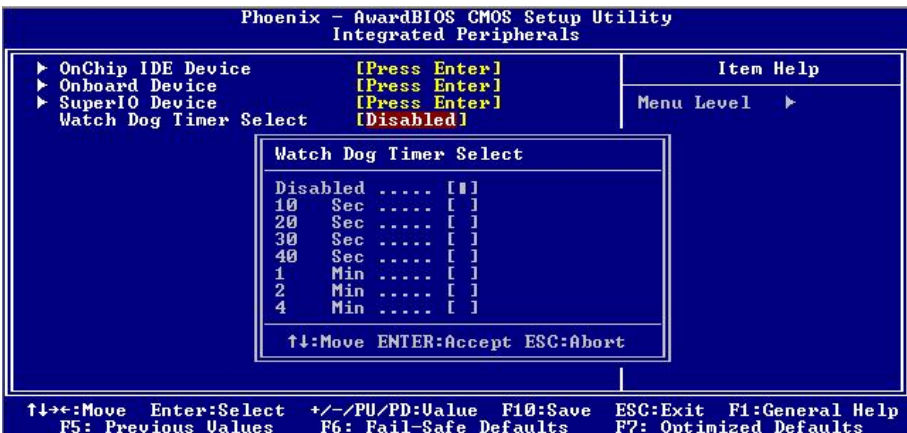 Phoenix - AwardBIOS CMOS Setup Utility
Integrated Peripherals
▶ OnChip IDE Device [Press Enter]
▶ Onboard Device [Press Enter]
▶ SuperIO Device [Press Enter]
Watch Dog Timer Select [Disabled]
Item Help
Menu Level ▶
Watch Dog Timer Select
Disabled ..... [▮]
10 Sec ..... [ ]
20 Sec ..... [ ]
30 Sec ..... [ ]
40 Sec ..... [ ]
1 Min ..... [ ]
2 Min ..... [ ]
4 Min ..... [ ]
↑↓:Move ENTER:Accept ESC:Abort
↑↓→←:Move Enter:Select +/-/PU/PD:Value F10:Save ESC:Exit F1:General Help
F5: Previous Values F6: Fail-Safe Defaults F7: Optimized Defaults